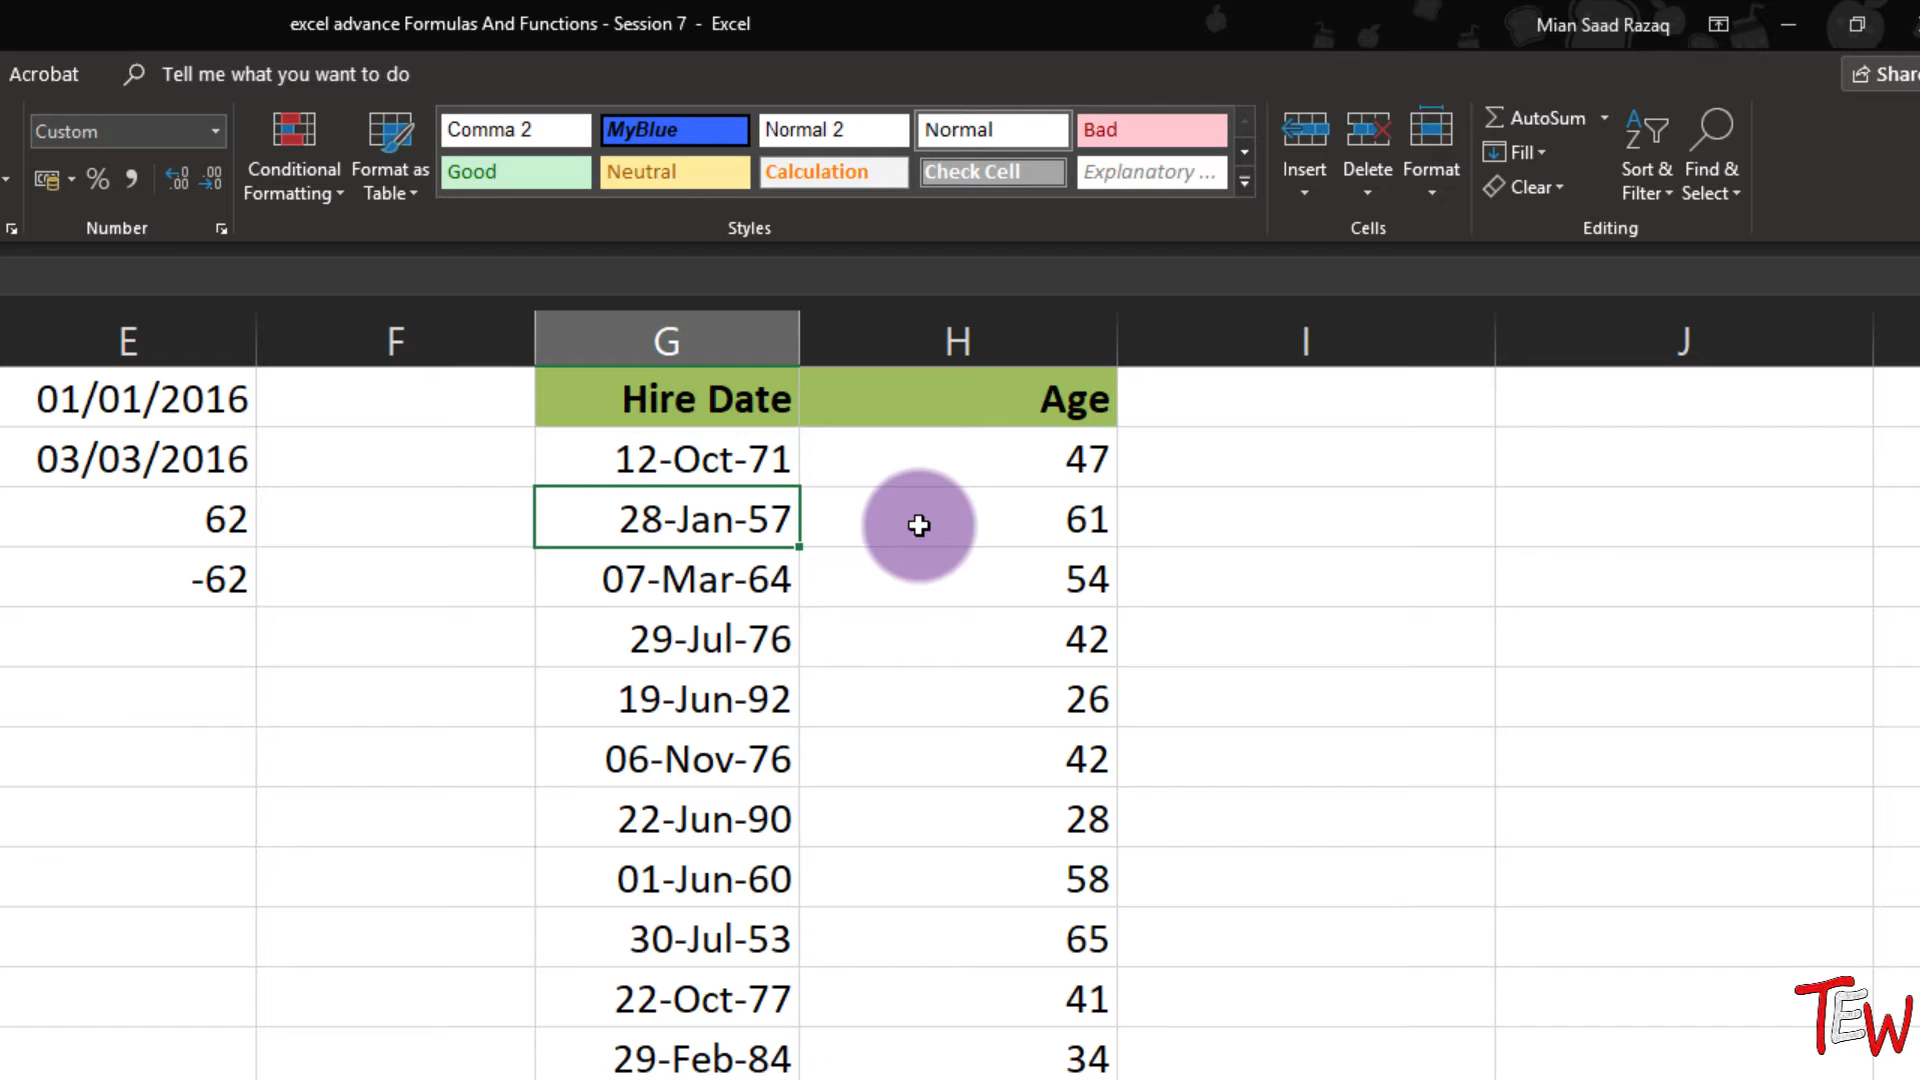 excel advance Formulas And Functions - Session 7 - Excel
Mian Saad Razaq
Acrobat
Tell me what you want to do
Share
Custom
Conditional Formatting
Format as Table
Comma 2
MyBlue
Normal 2
Normal
Bad
Good
Neutral
Calculation
Check Cell
Explanatory ...
Insert
Delete
Format
AutoSum
Fill
Clear
Sort & Filter
Find & Select
Number
Styles
Cells
Editing
E F G H I J
01/01/2016 Hire Date Age
03/03/2016 12-Oct-71 47
62 28-Jan-57 61
-62 07-Mar-64 54
29-Jul-76 42
19-Jun-92 26
06-Nov-76 42
22-Jun-90 28
01-Jun-60 58
30-Jul-53 65
22-Oct-77 41
29-Feb-84 34
TEW